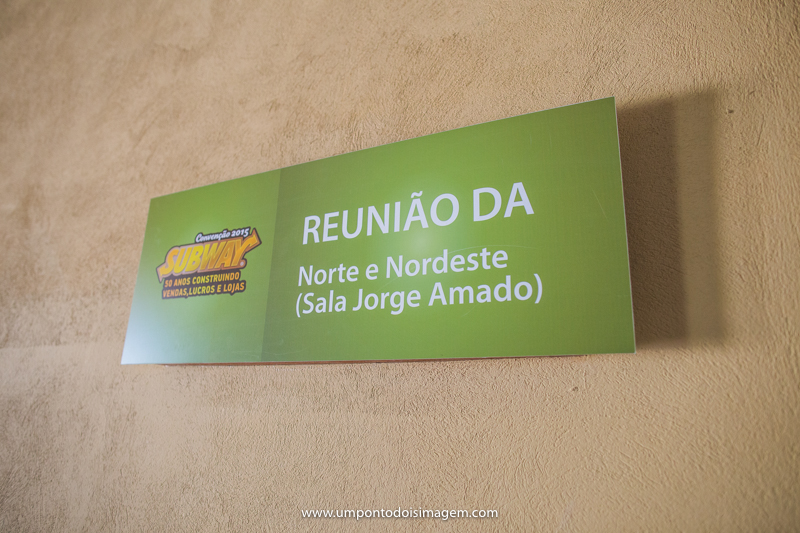 Convenção 2015
SUBWAY
50 ANOS CONSTRUINDO
VENDAS, LUCROS E LOJAS
REUNIÃO DA
Norte e Nordeste
(Sala Jorge Amado)
www.umpontodoisimagem.com